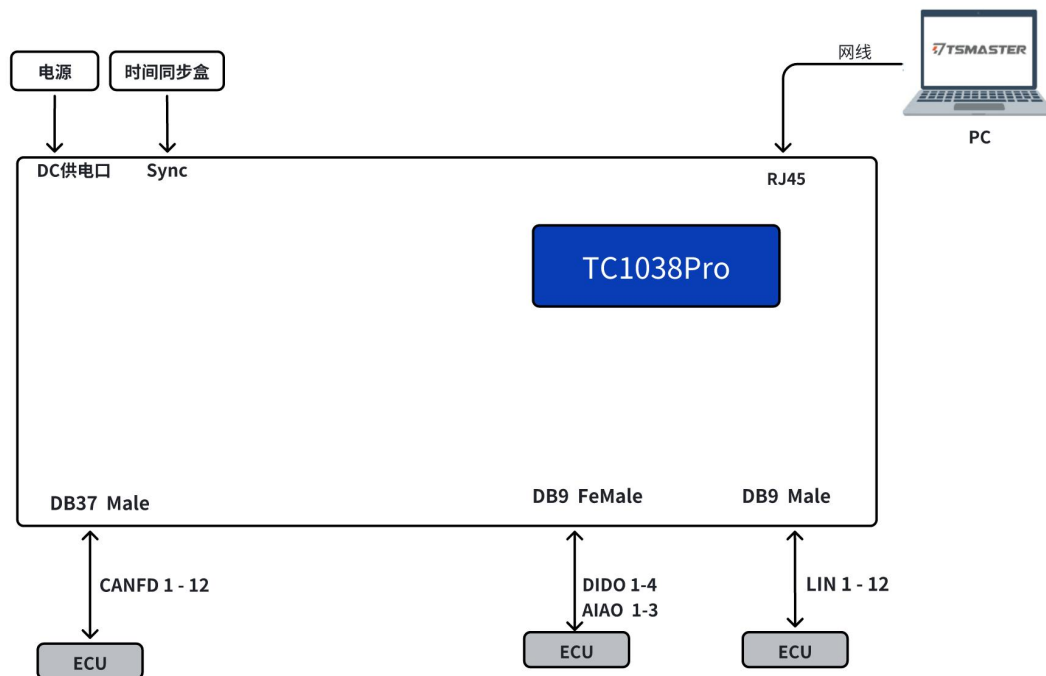 电源
时间同步盒
网线
TSMASTER
PC
DC供电口
Sync
RJ45
TC1038Pro
DB37 Male
DB9 FeMale
DB9 Male
CANFD 1 - 12
DIDO 1-4
AIAO 1-3
LIN 1 - 12
ECU
ECU
ECU